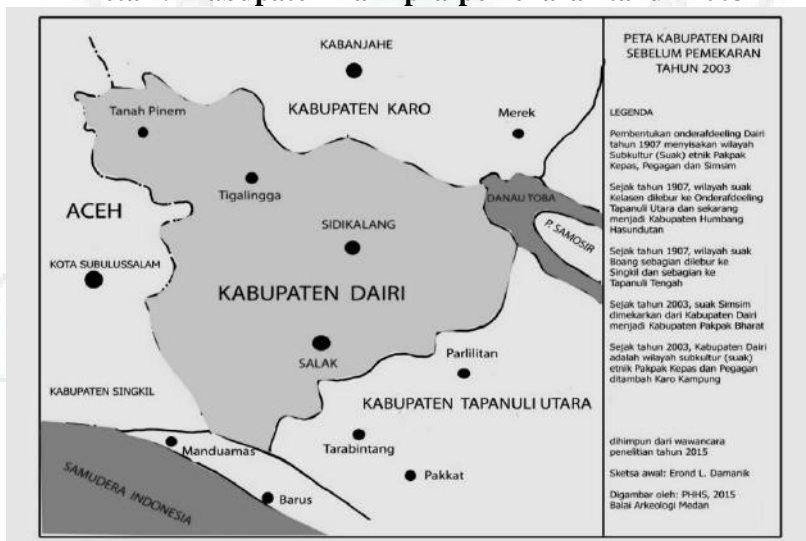 PETA KABUPATEN DAIRI
SEBELUM PEMEKARAN
TAHUN 2003
LEGENDA
Pembentukan onderafdeeling Dairi
tahun 1907 menyisakan wilayah
Subkultur (Suak) etnik Pakpak
Kepas, Pegagan dan Simsim
Sejak tahun 1907, wilayah suak
Kelasen dilebur ke Onderafdeeling
Tapanuli Utara dan sekarang
menjadi Kabupaten Humbang
Hasundutan
Sejak tahun 1907, wilayah suak
Boang sebagian dilebur ke
Singkil dan sebagian ke
Tapanuli Tengah
Sejak tahun 2003, suak Simsim
dimekarkan dari Kabupaten Dairi
menjadi Kabupaten Pakpak Bharat
Sejak tahun 2003, Kabupaten Dairi
adalah wilayah subkultur (suak)
etnik Pakpak Kepas dan Pegagan
ditambah Karo Kampung
dihimpun dari wawancara
penelitian tahun 2015
Sketsa awal: Erond L. Damanik
Digambar oleh: PHHS, 2015
Balai Arkeologi Medan
KABANJAHE
KABUPATEN KARO
Merek
Tanah Pinem
Tigalingga
DANAU TOBA
P. SAMOSIR
ACEH
SIDIKALANG
KOTA SUBULUSSALAM
KABUPATEN DAIRI
SALAK
Parlilitan
KABUPATEN SINGKIL
KABUPATEN TAPANULI UTARA
Manduamas
Tarabintang
Pakkat
Barus
SAMUDERA INDONESIA